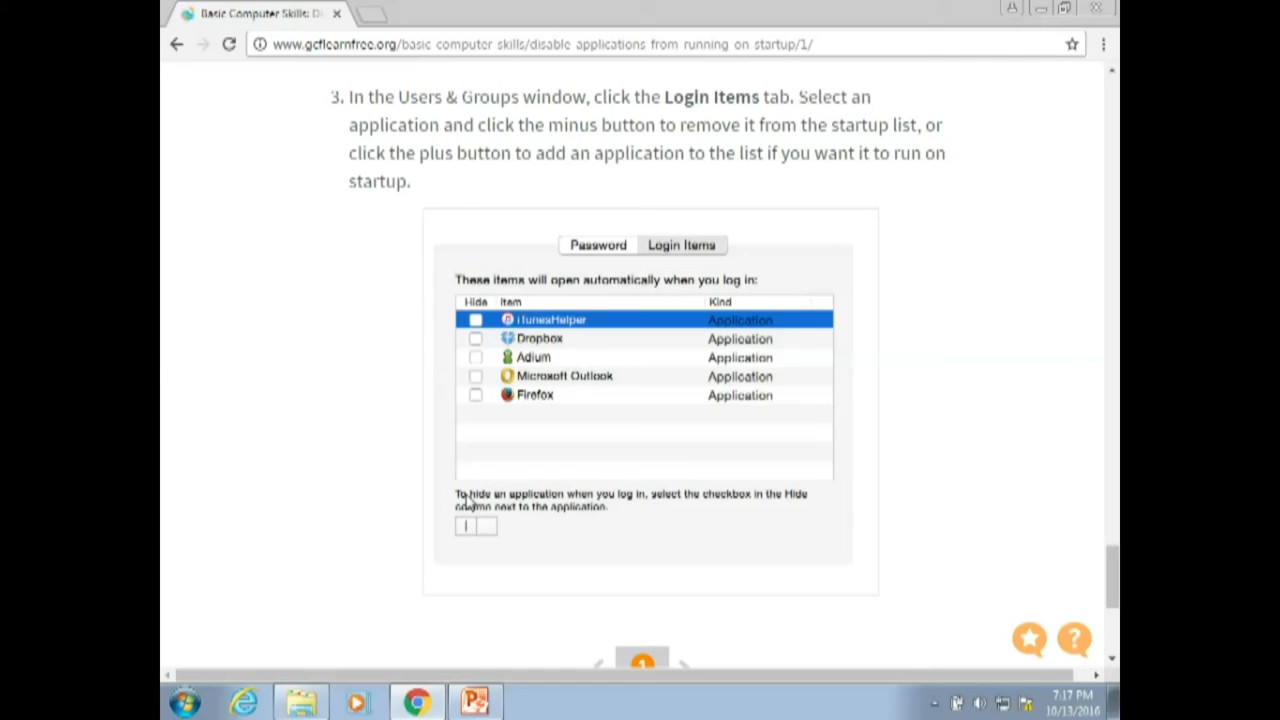 Basic Computer Skills: Di
www.gcflearnfree.org/basic computer skills/disable applications from running on startup/1/
3. In the Users & Groups window, click the Login Items tab. Select an
application and click the minus button to remove it from the startup list, or
click the plus button to add an application to the list if you want it to run on
startup.
Password Login Items
These items will open automatically when you log in:
Hide Item Kind
iTunesHelper Application
Dropbox Application
Adium Application
Microsoft Outlook Application
Firefox Application
To hide an application when you log in, select the checkbox in the Hide
column next to the application.
1
7:17 PM
10/13/2016